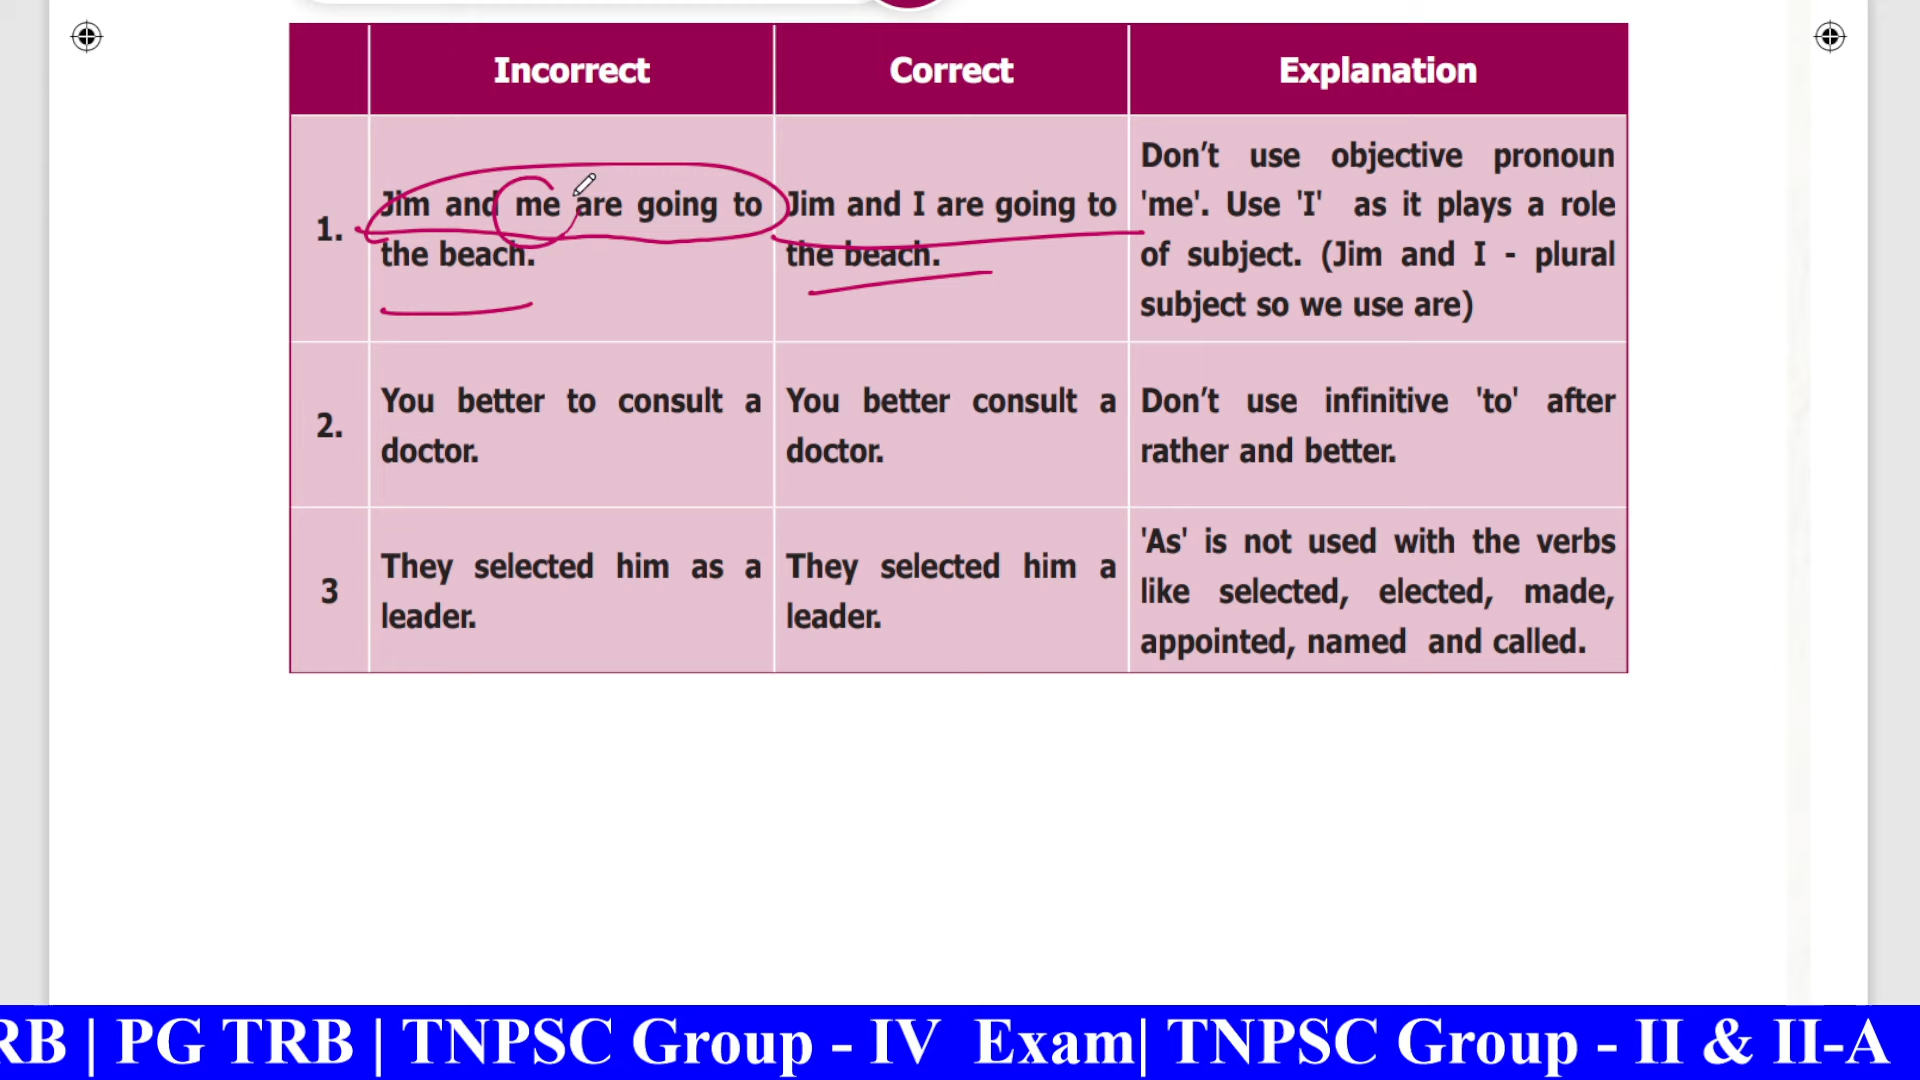 Incorrect
Correct
Explanation
1.
Jim and me are going to
the beach.
Jim and I are going to
the beach.
Don’t use objective pronoun
'me'. Use 'I' as it plays a role
of subject. (Jim and I - plural
subject so we use are)
2.
You better to consult a
doctor.
You better consult a
doctor.
Don’t use infinitive 'to' after
rather and better.
3
They selected him as a
leader.
They selected him a
leader.
'As' is not used with the verbs
like selected, elected, made,
appointed, named and called.
RB | PG TRB | TNPSC Group - IV Exam| TNPSC Group - II & II-A